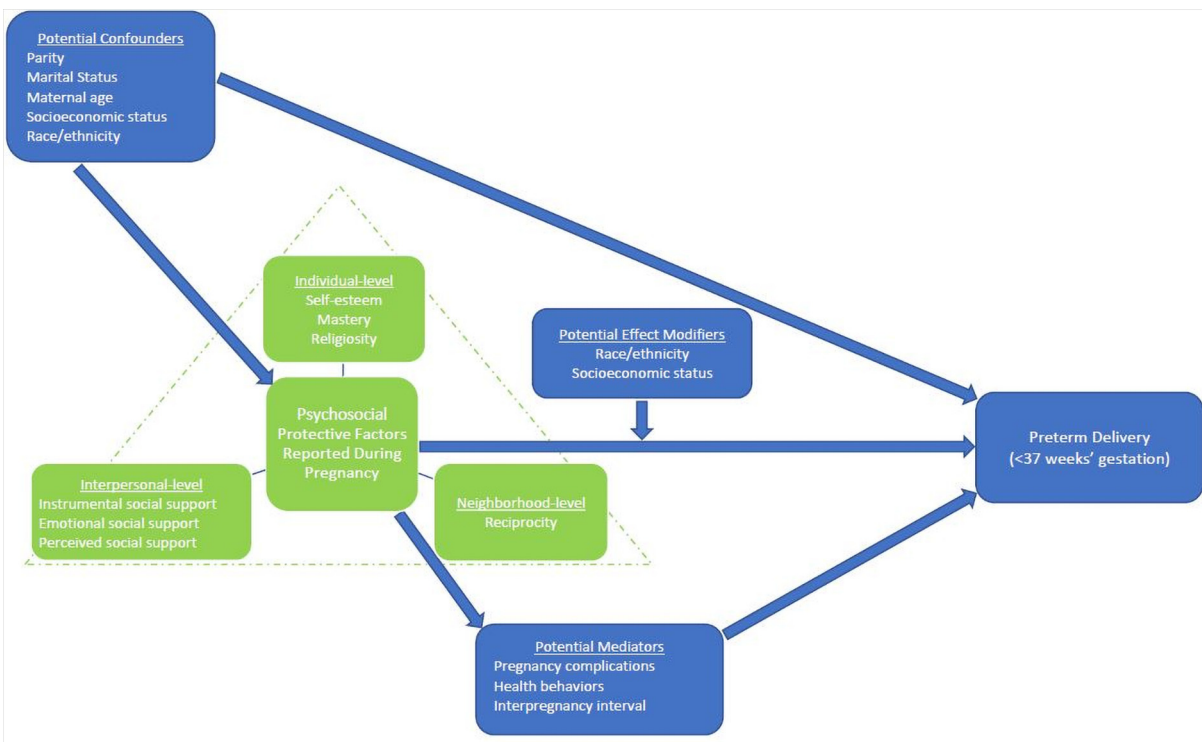 Potential Confounders
Parity
Marital Status
Maternal age
Socioeconomic status
Race/ethnicity
Individual-level
Self-esteem
Mastery
Religiosity
Potential Effect Modifiers
Race/ethnicity
Socioeconomic status
Psychosocial
Protective Factors
Reported During
Pregnancy
Preterm Delivery
(<37 weeks’ gestation)
Interpersonal-level
Instrumental social support
Emotional social support
Perceived social support
Neighborhood-level
Reciprocity
Potential Mediators
Pregnancy complications
Health behaviors
Interpregnancy interval